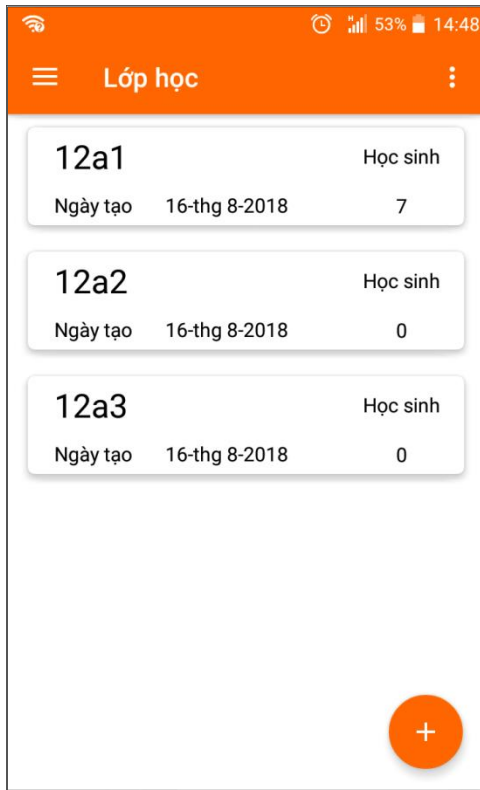 53% 14:48
Lớp học
12a1 Học sinh
Ngày tạo 16-thg 8-2018 7
12a2 Học sinh
Ngày tạo 16-thg 8-2018 0
12a3 Học sinh
Ngày tạo 16-thg 8-2018 0
+